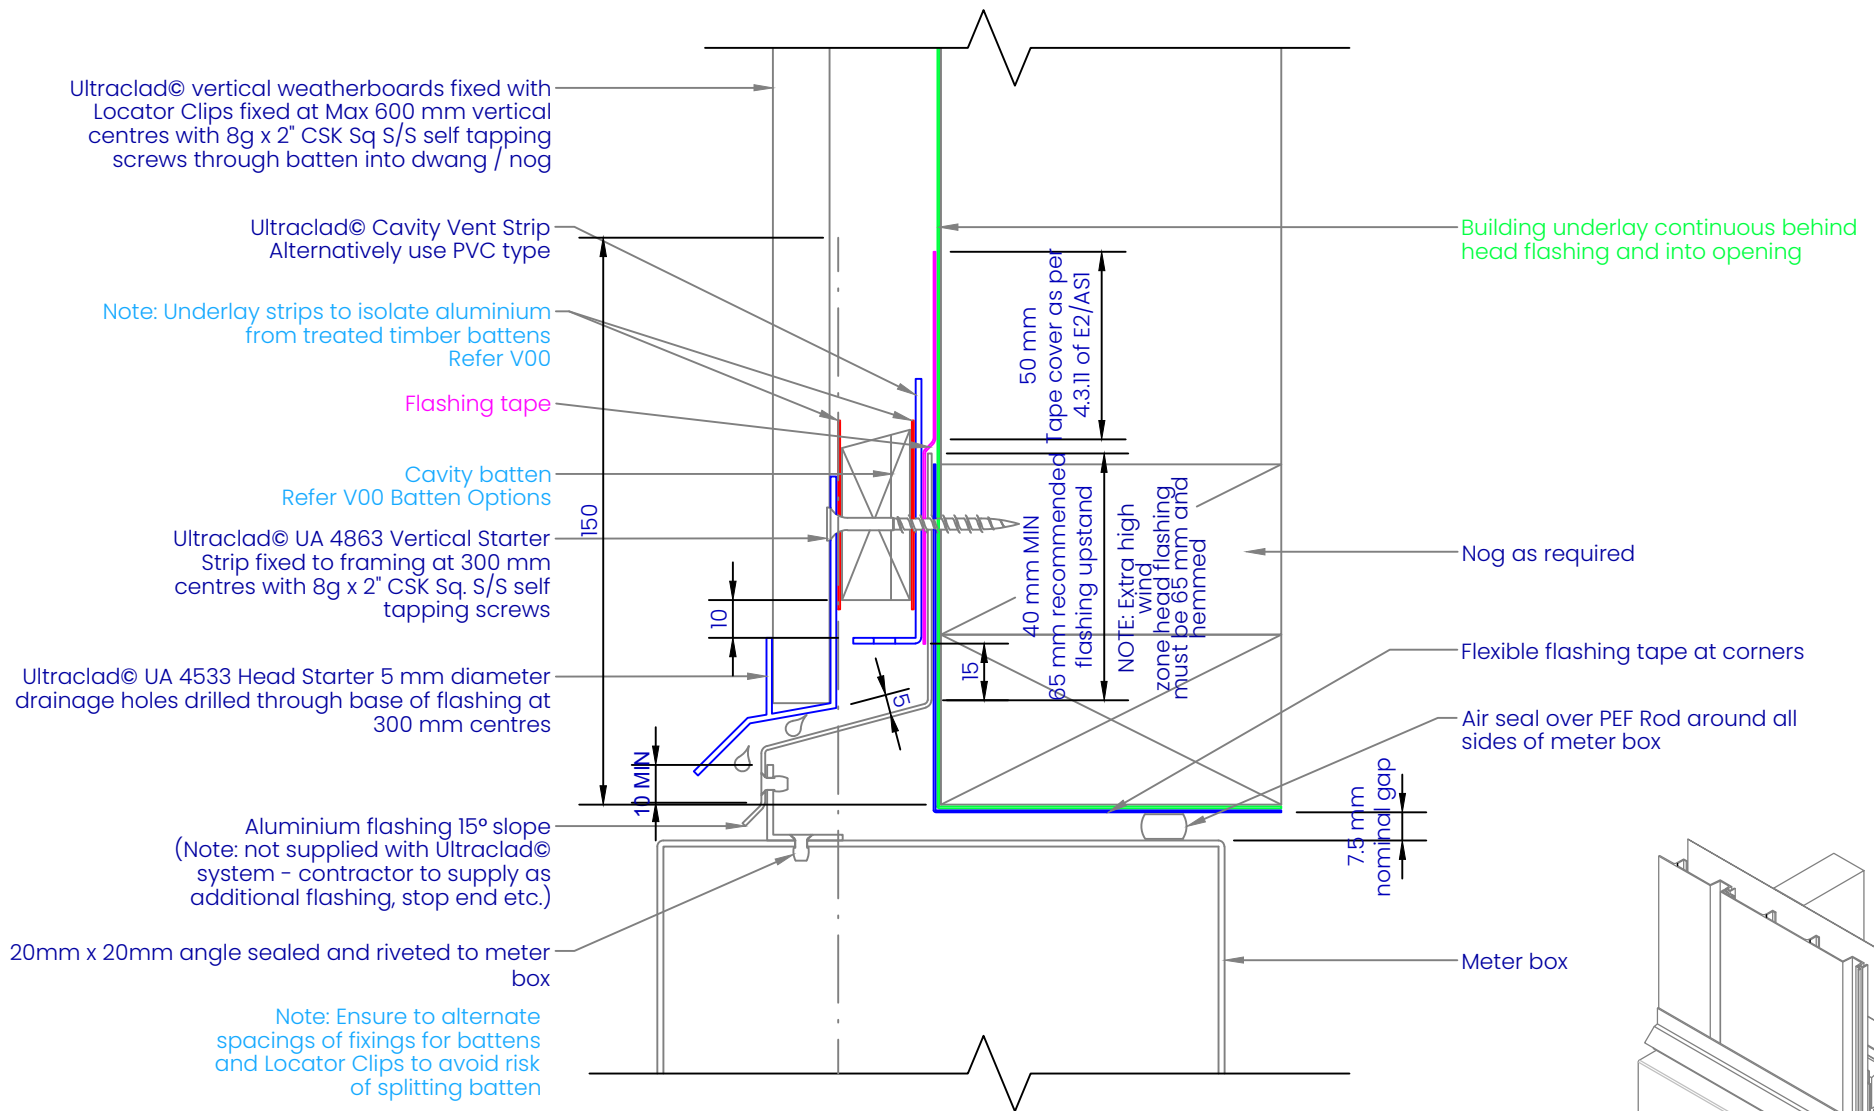 Ultraclad© vertical weatherboards fixed with
Locator Clips fixed at Max 600 mm vertical
centres with 8g x 2" CSK Sq S/S self tapping
screws through batten into dwang / nog
Ultraclad© Cavity Vent Strip
Alternatively use PVC type
Note: Underlay strips to isolate aluminium
from treated timber battens
Refer V00
Flashing tape
Cavity batten
Refer V00 Batten Options
Ultraclad© UA 4863 Vertical Starter
Strip fixed to framing at 300 mm
centres with 8g x 2" CSK Sq. S/S self
tapping screws
Ultraclad© UA 4533 Head Starter 5 mm diameter
drainage holes drilled through base of flashing at
300 mm centres
Aluminium flashing 15° slope
(Note: not supplied with Ultraclad©
system - contractor to supply as
additional flashing, stop end etc.)
20mm x 20mm angle sealed and riveted to meter
box
Note: Ensure to alternate
spacings of fixings for battens
and Locator Clips to avoid risk
of splitting batten
150
10
10 MIN
5
15
50 mm
Tape cover as per
4.3.11 of E2/AS1
40 mm MIN
65 mm recommended
flashing upstand
NOTE: Extra high
wind
zone head flashing
must be 65 mm and
hemmed
7.5 mm
nominal gap
Building underlay continuous behind
head flashing and into opening
Nog as required
Flexible flashing tape at corners
Air seal over PEF Rod around all
sides of meter box
Meter box